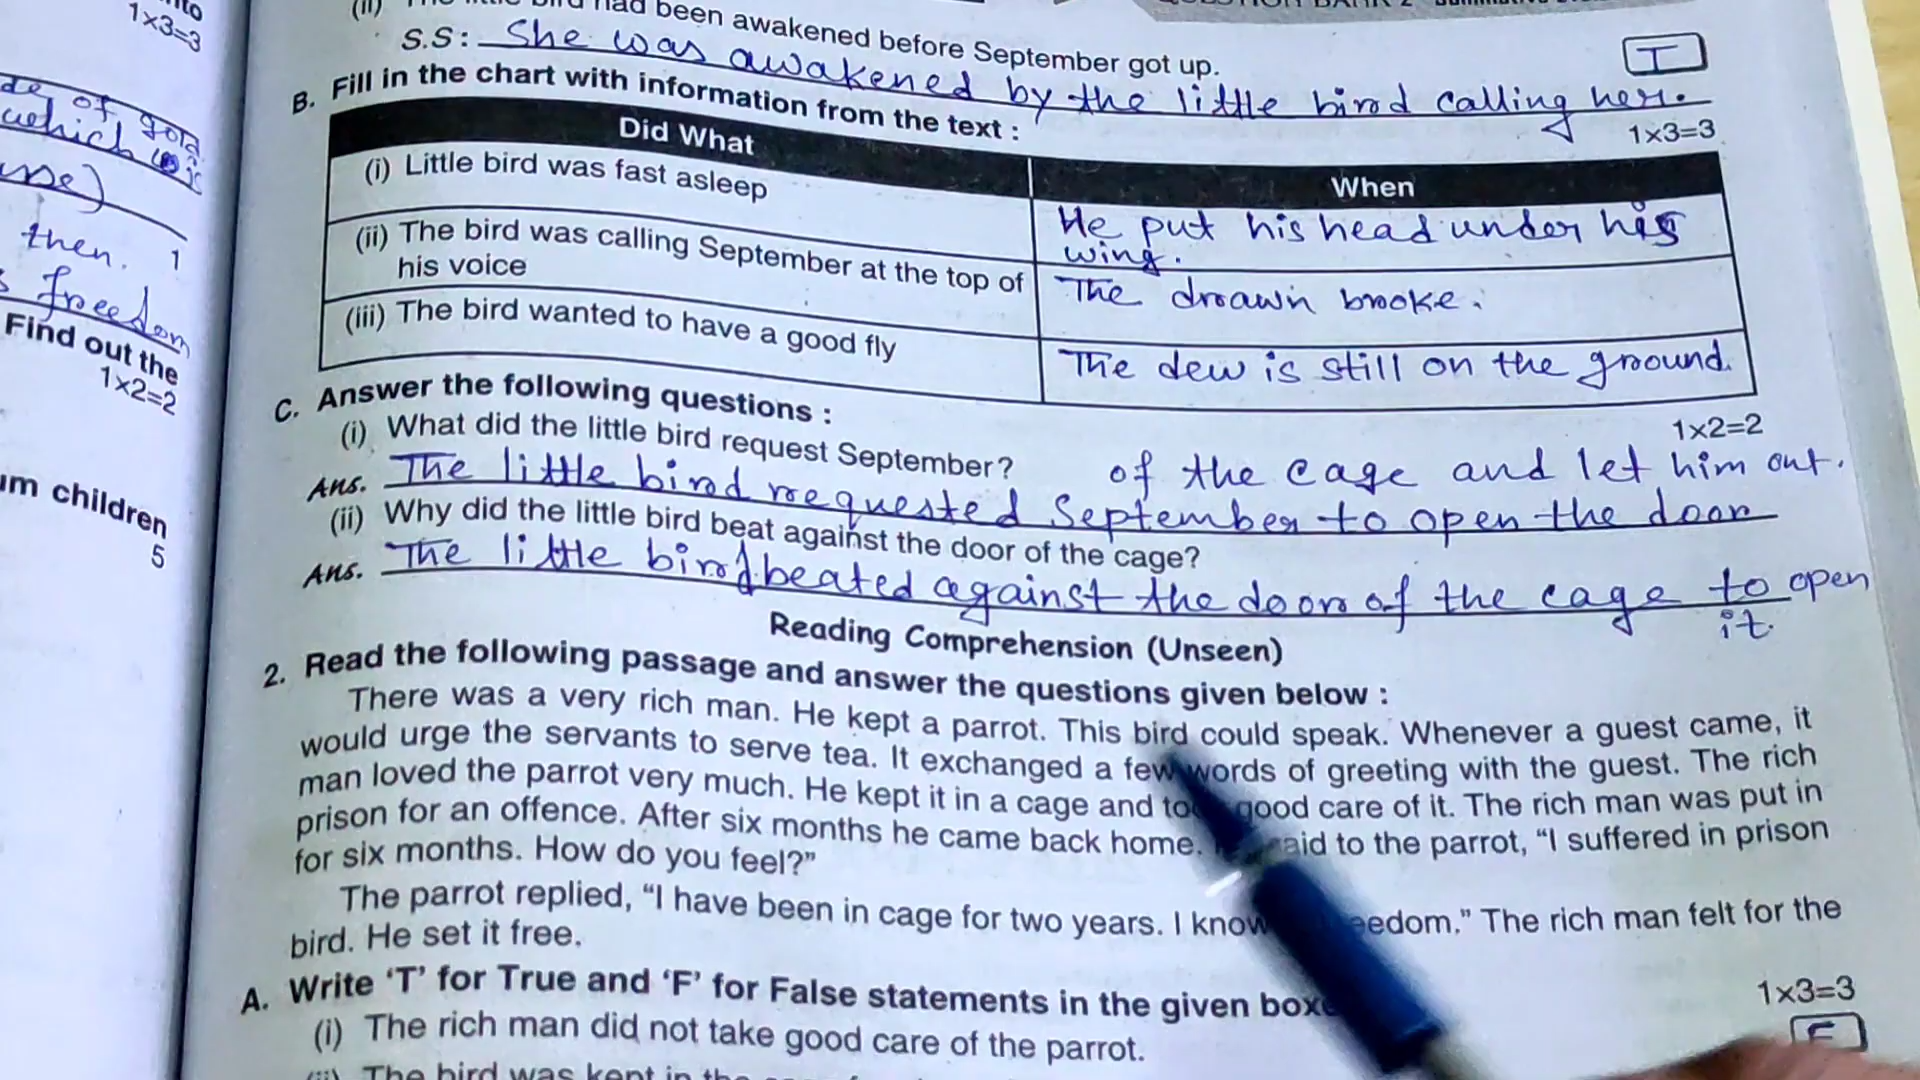 1×3=3
de of gold
which
use)
then. 1
freedom
Find out the
1×2=2
um children
5
had been awakened before September got up.
T
S.S: She was awakened by the little bird calling her.
B. Fill in the chart with information from the text :
1×3=3
Did What
When
(i) Little bird was fast asleep
He put his head under his
wing.
(ii) The bird was calling September at the top of
his voice
The drawn broke.
(iii) The bird wanted to have a good fly
The dew is still on the ground.
C. Answer the following questions :
1×2=2
(i) What did the little bird request September?
of the cage and let him out.
Ans. The little bird requested September to open the door
(ii) Why did the little bird beat against the door of the cage?
Ans. The little bird beated against the door of the cage to open
it.
Reading Comprehension (Unseen)
2. Read the following passage and answer the questions given below :
There was a very rich man. He kept a parrot. This bird could speak. Whenever a guest came, it
would urge the servants to serve tea. It exchanged a few words of greeting with the guest. The rich
man loved the parrot very much. He kept it in a cage and good care of it. The rich man was put in
prison for an offence. After six months he came back home. said to the parrot, “I suffered in prison
for six months. How do you feel?”
The parrot replied, “I have been in cage for two years. I know freedom.” The rich man felt for the
bird. He set it free.
A. Write ‘T’ for True and ‘F’ for False statements in the given
1×3=3
(i) The rich man did not take good care of the parrot.
F
The bird was kept in